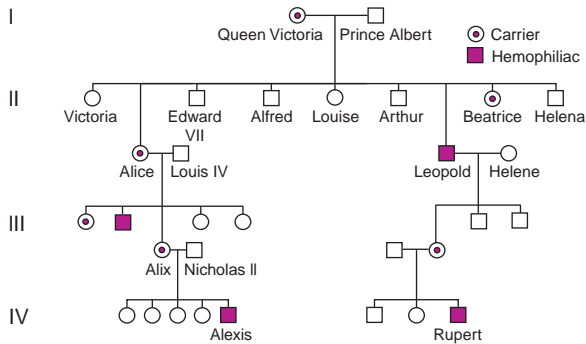 I
Queen Victoria
Prince Albert
Carrier
Hemophiliac
II
Victoria
Edward
VII
Alfred
Louise
Arthur
Beatrice
Helena
Alice
Louis IV
Leopold
Helene
III
Alix
Nicholas II
IV
Alexis
Rupert